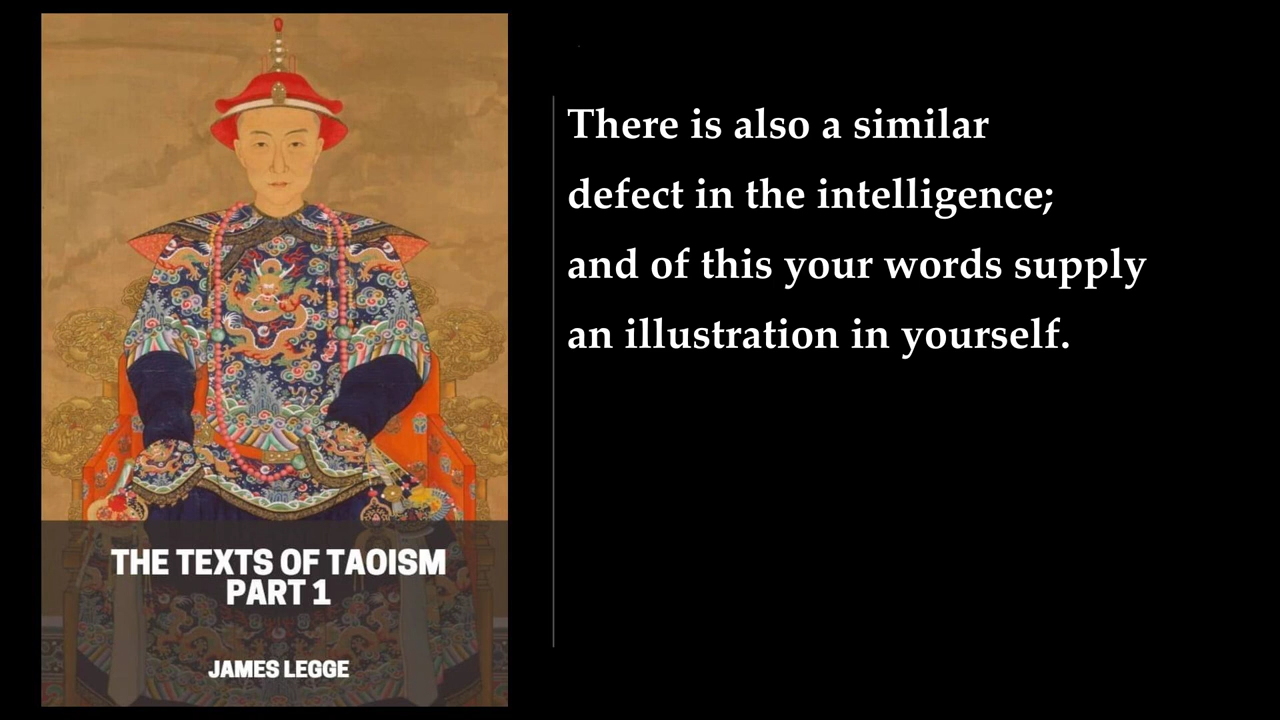 THE TEXTS OF TAOISM
PART 1
JAMES LEGGE
There is also a similar
defect in the intelligence;
and of this your words supply
an illustration in yourself.